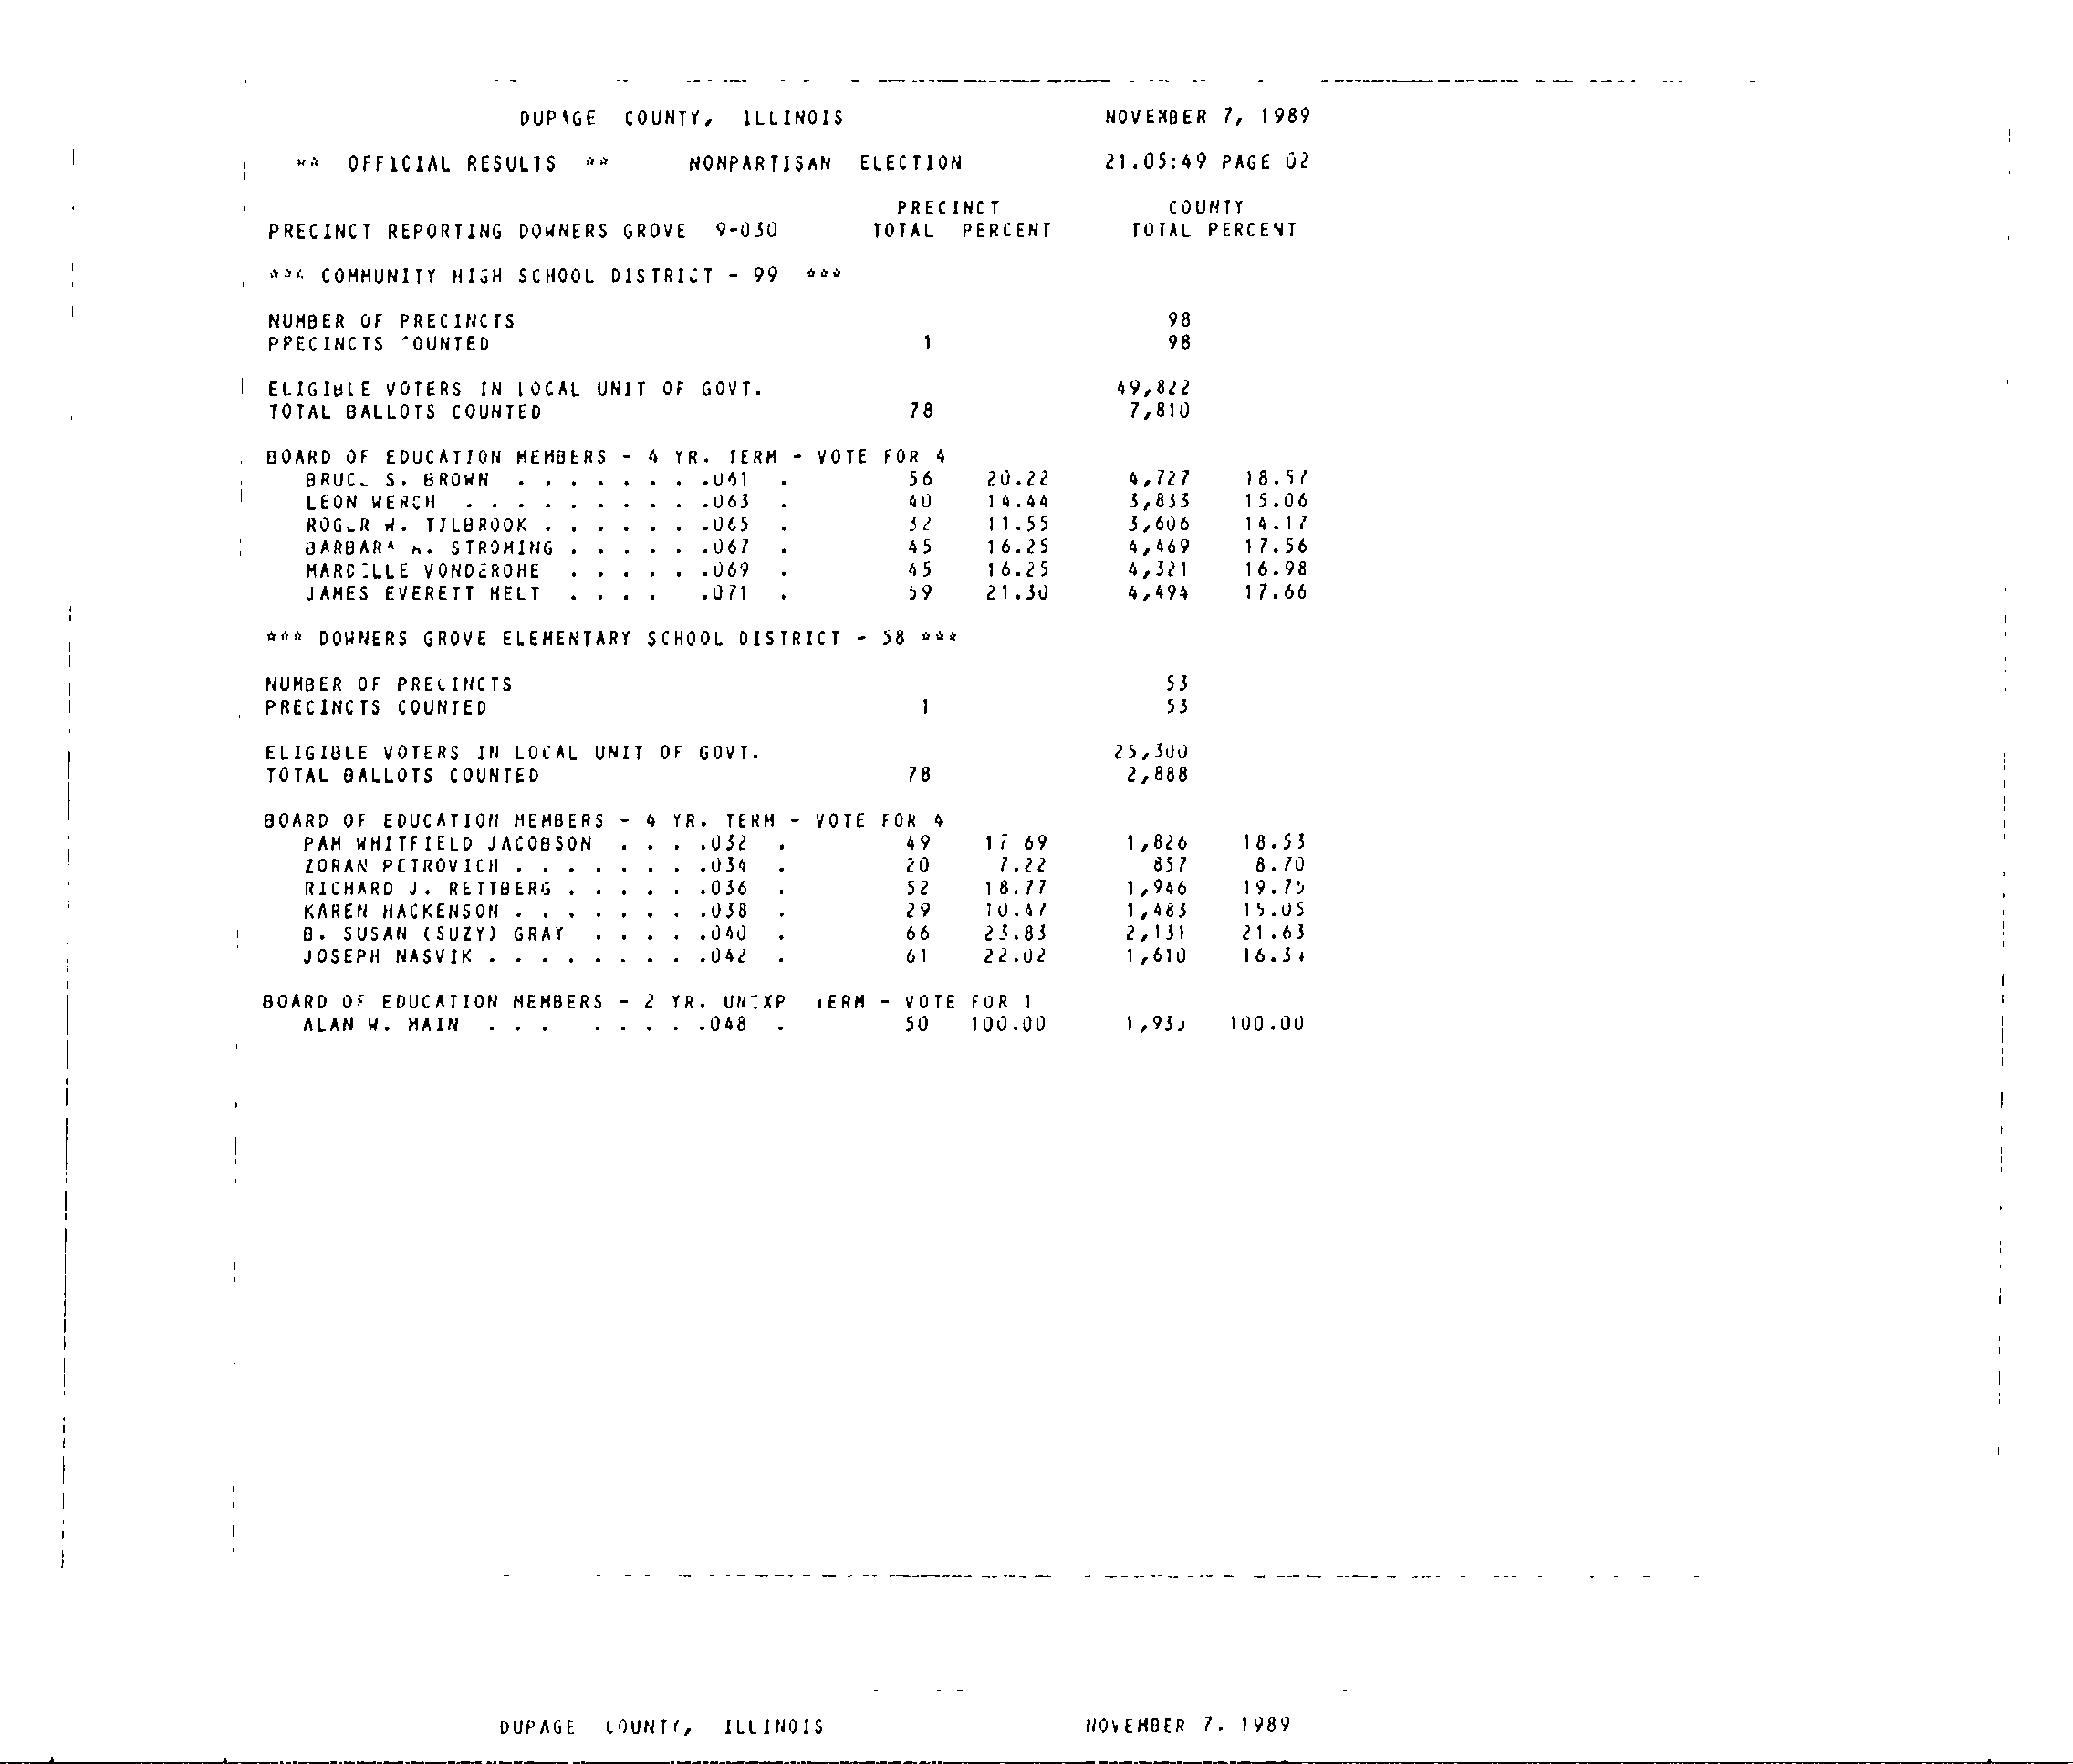 DUPAGE COUNTY, ILLINOIS NOVEMBER 7, 1989
** OFFICIAL RESULTS ** NONPARTISAN ELECTION 21.05:49 PAGE 02
PRECINCT COUNTY
PRECINCT REPORTING DOWNERS GROVE 9-030 TOTAL PERCENT TOTAL PERCENT
*** COMMUNITY HIGH SCHOOL DISTRICT - 99 ***
NUMBER OF PRECINCTS 98
PRECINCTS COUNTED 1 98
ELIGIBLE VOTERS IN LOCAL UNIT OF GOVT. 49,822
TOTAL BALLOTS COUNTED 78 7,810
BOARD OF EDUCATION MEMBERS - 4 YR. TERM - VOTE FOR 4
BRUCE S. BROWN . . . . . . . .061 . 56 20.22 4,727 18.57
LEON WERCH . . . . . . . . . .063 . 40 14.44 3,833 15.06
ROGER W. TILBROOK . . . . . . .065 . 32 11.55 3,606 14.17
BARBARA STROMING . . . . . .067 . 45 16.25 4,469 17.56
MARCELLE VONDEROHE . . . . . .069 . 45 16.25 4,321 16.98
JAMES EVERETT HELT . . . . .071 . 59 21.30 4,494 17.66
*** DOWNERS GROVE ELEMENTARY SCHOOL DISTRICT - 58 ***
NUMBER OF PRECINCTS 53
PRECINCTS COUNTED 1 53
ELIGIBLE VOTERS IN LOCAL UNIT OF GOVT. 25,300
TOTAL BALLOTS COUNTED 78 2,888
BOARD OF EDUCATION MEMBERS - 4 YR. TERM - VOTE FOR 4
PAM WHITFIELD JACOBSON . . . .032 . 49 17 69 1,826 18.53
ZORAN PETROVICH . . . . . . . .034 . 20 7.22 857 8.70
RICHARD J. RETTBERG . . . . . .036 . 52 18.77 1,946 19.75
KAREN HACKENSON . . . . . . . .038 . 29 10.47 1,483 15.05
B. SUSAN (SUZY) GRAY . . . . .040 . 66 23.83 2,131 21.63
JOSEPH NASVIK . . . . . . . . .042 . 61 22.02 1,610 16.34
BOARD OF EDUCATION MEMBERS - 2 YR. UNEXP TERM - VOTE FOR 1
ALAN W. MAIN . . . . . . . .048 . 50 100.00 100.00
DUPAGE COUNTY, ILLINOIS NOVEMBER 7. 1989